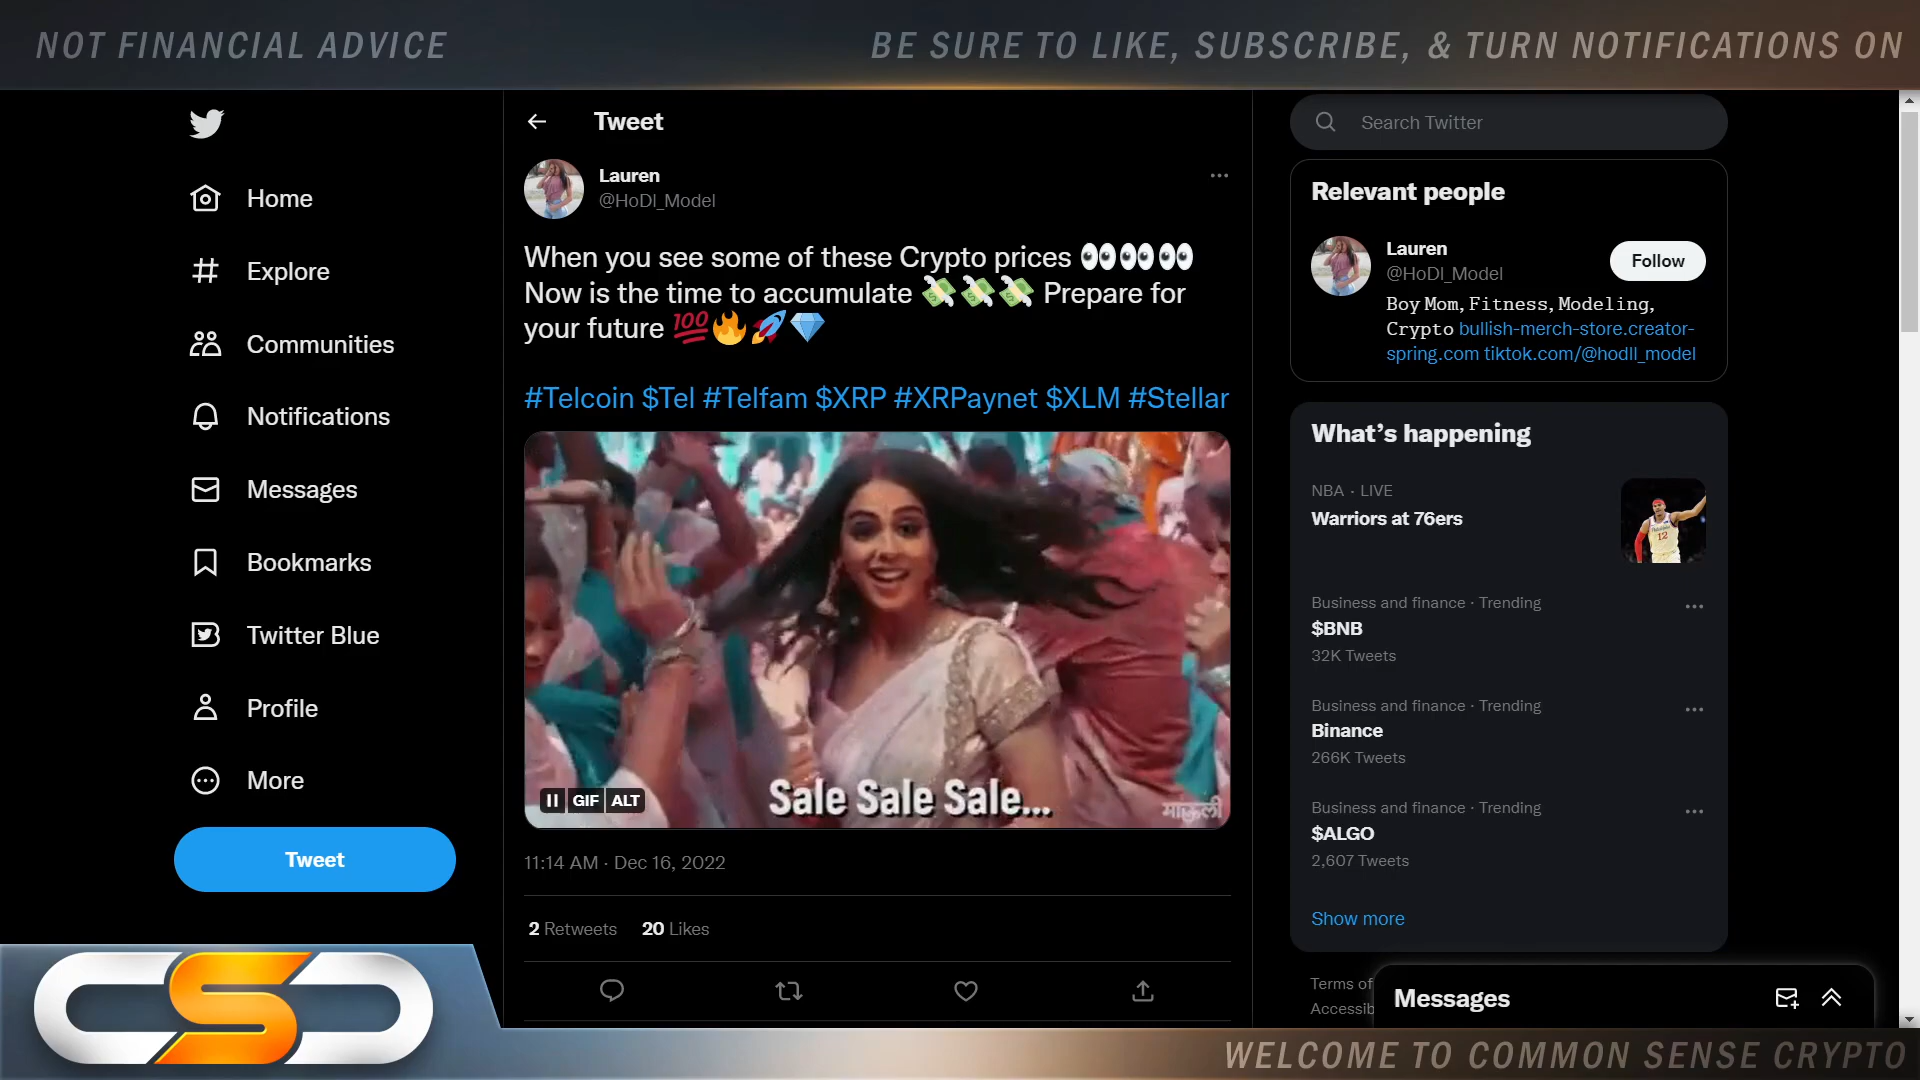 NOT FINANCIAL ADVICE
BE SURE TO LIKE, SUBSCRIBE, & TURN NOTIFICATIONS ON
Home
Explore
Communities
Notifications
Messages
Bookmarks
Twitter Blue
Profile
More
Tweet
Tweet
Lauren
@HoDl_Model
When you see some of these Crypto prices 👀👀👀
Now is the time to accumulate 💸💸💸 Prepare for
your future 💯🔥🚀💎
#Telcoin $Tel #Telfam $XRP #XRPaynet $XLM #Stellar
Sale Sale Sale...
माऊली
GIF ALT
11:14 AM · Dec 16, 2022
2 Retweets 20 Likes
Search Twitter
Relevant people
Lauren
@HoDl_Model
Follow
Boy Mom, Fitness, Modeling,
Crypto bullish-merch-store.creator-
spring.com tiktok.com/@hodll_model
What's happening
NBA · LIVE
Warriors at 76ers
12
Business and finance · Trending
$BNB
32K Tweets
Business and finance · Trending
Binance
266K Tweets
Business and finance · Trending
$ALGO
2,607 Tweets
Show more
Terms of
Accessib
Messages
CSC
WELCOME TO COMMON SENSE CRYPTO